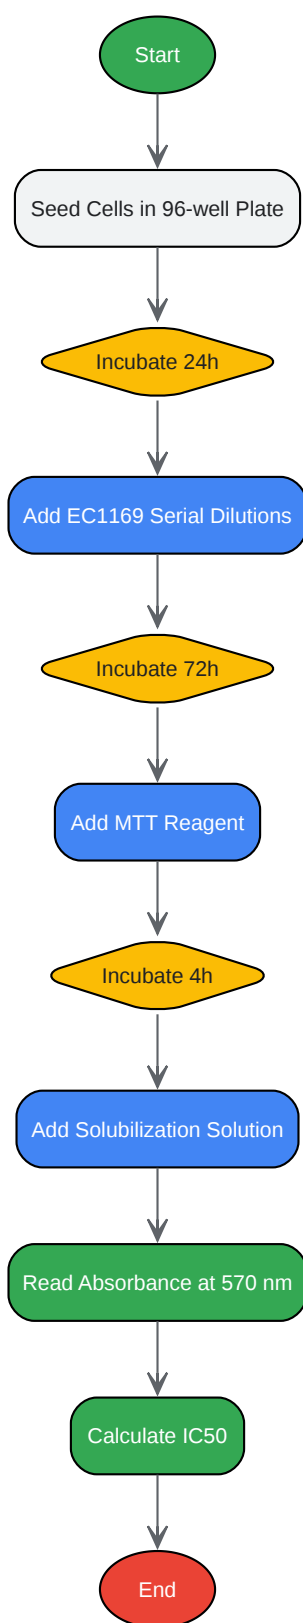 Start
Seed Cells in 96-well Plate
Incubate 24h
Add EC1169 Serial Dilutions
Incubate 72h
Add MTT Reagent
Incubate 4h
Add Solubilization Solution
Read Absorbance at 570 nm
Calculate IC50
End